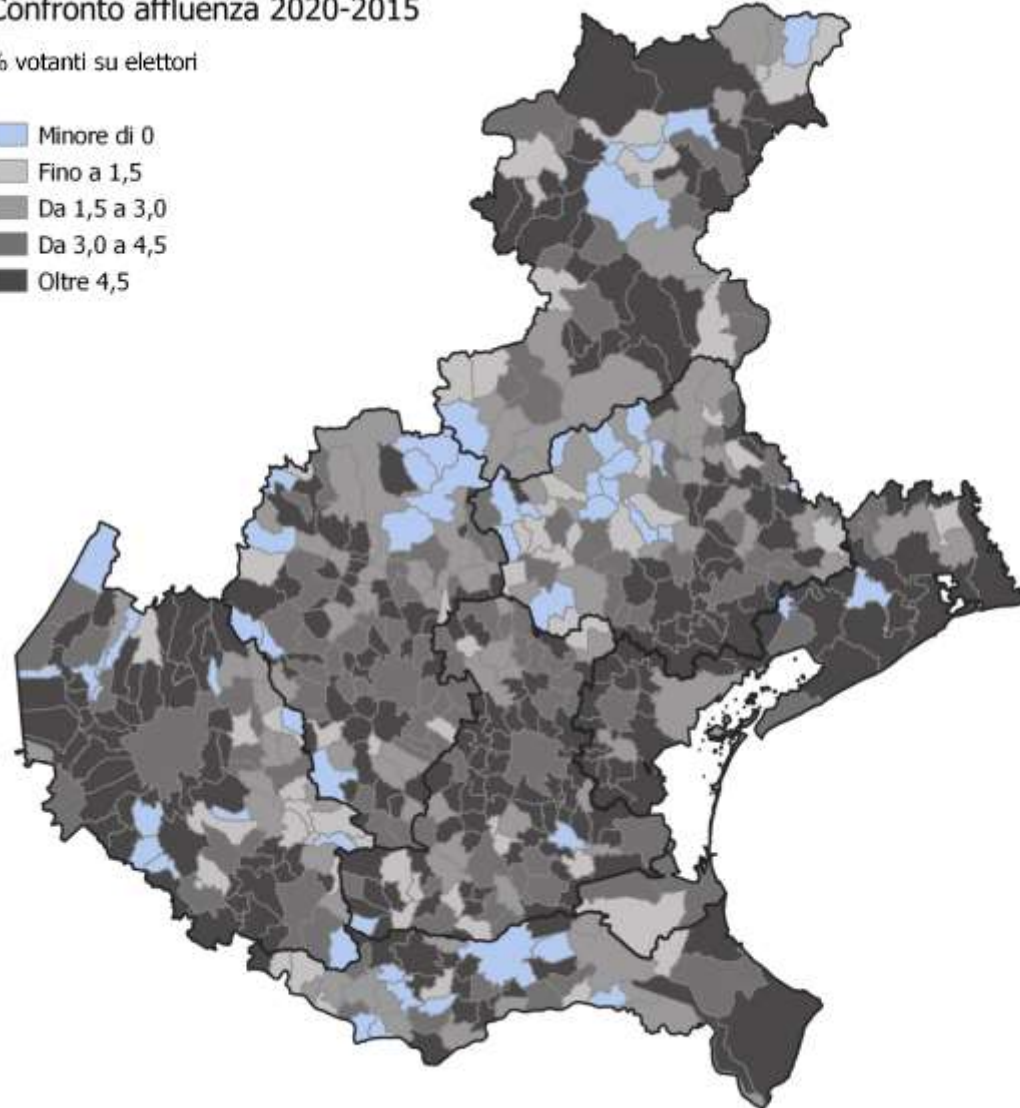 Confronto affluenza 2020-2015
% votanti su elettori
Minore di 0
Fino a 1,5
Da 1,5 a 3,0
Da 3,0 a 4,5
Oltre 4,5